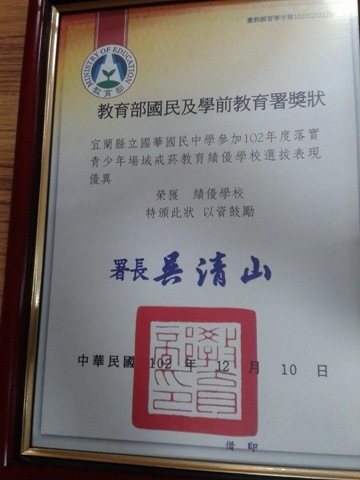 MINISTRY OF EDUCATION
教育部
教育部國民及學前教育署獎狀
宜蘭縣立國華國民中學參加102年度落實
青少年場域戒菸教育績優學校選拔表現
優異
榮獲 績優學校
特頒此狀 以資鼓勵
署長 吳清山
中華民國 102 年 12 月 10 日
借印